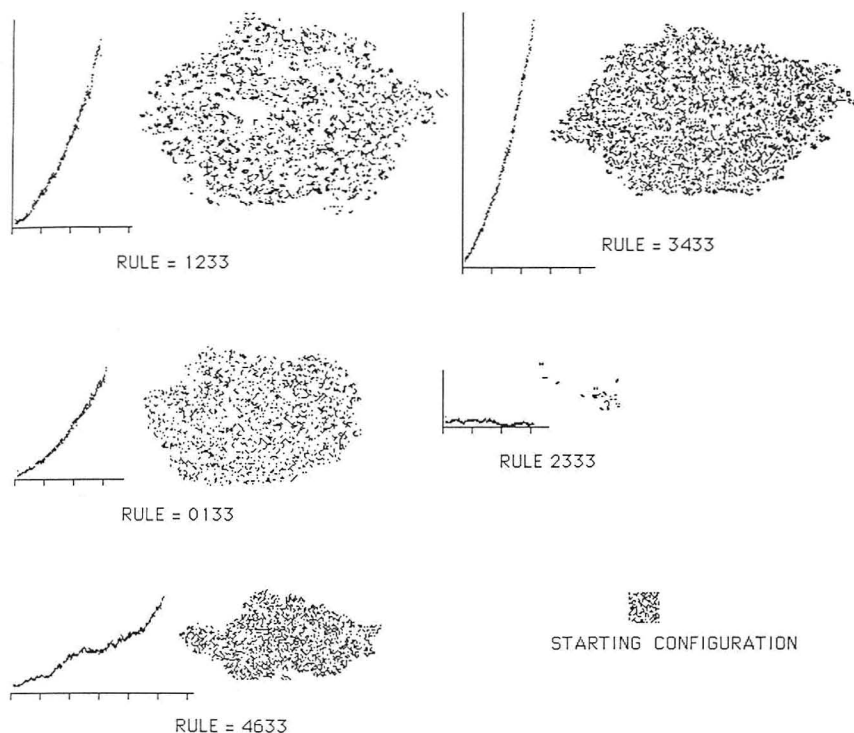 RULE = 1233
RULE = 3433
RULE = 0133
RULE 2333
STARTING CONFIGURATION
RULE = 4633